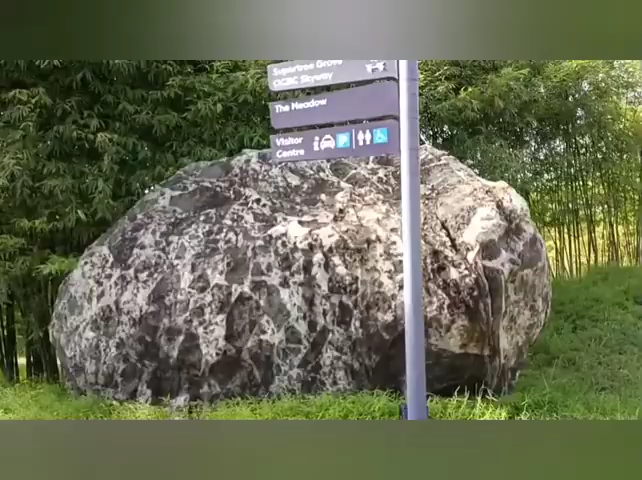 Supertree Grove
OCBC Skyway
The Meadow
Visitor
Centre
P